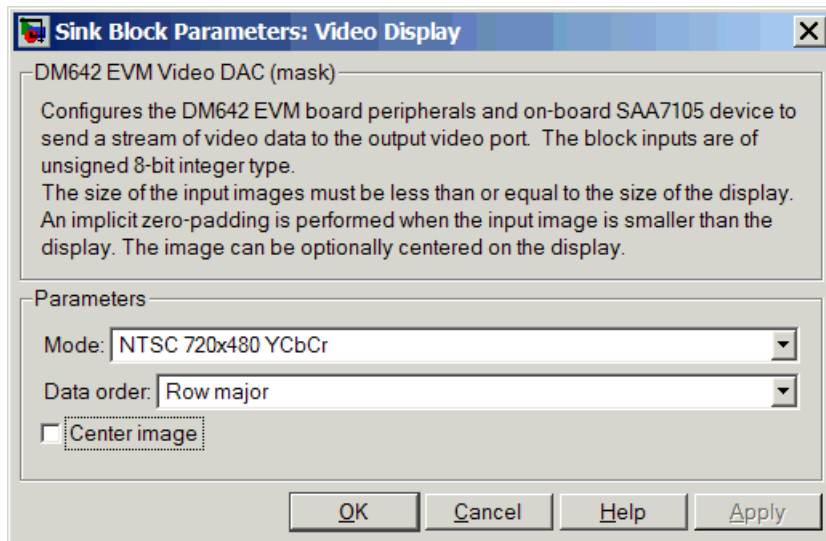 Sink Block Parameters: Video Display
DM642 EVM Video DAC (mask)
Configures the DM642 EVM board peripherals and on-board SAA7105 device to
send a stream of video data to the output video port.  The block inputs are of
unsigned 8-bit integer type.
The size of the input images must be less than or equal to the size of the display.
An implicit zero-padding is performed when the input image is smaller than the
display. The image can be optionally centered on the display.
Parameters
Mode: NTSC 720x480 YCbCr
Data order: Row major
Center image
OK Cancel Help Apply